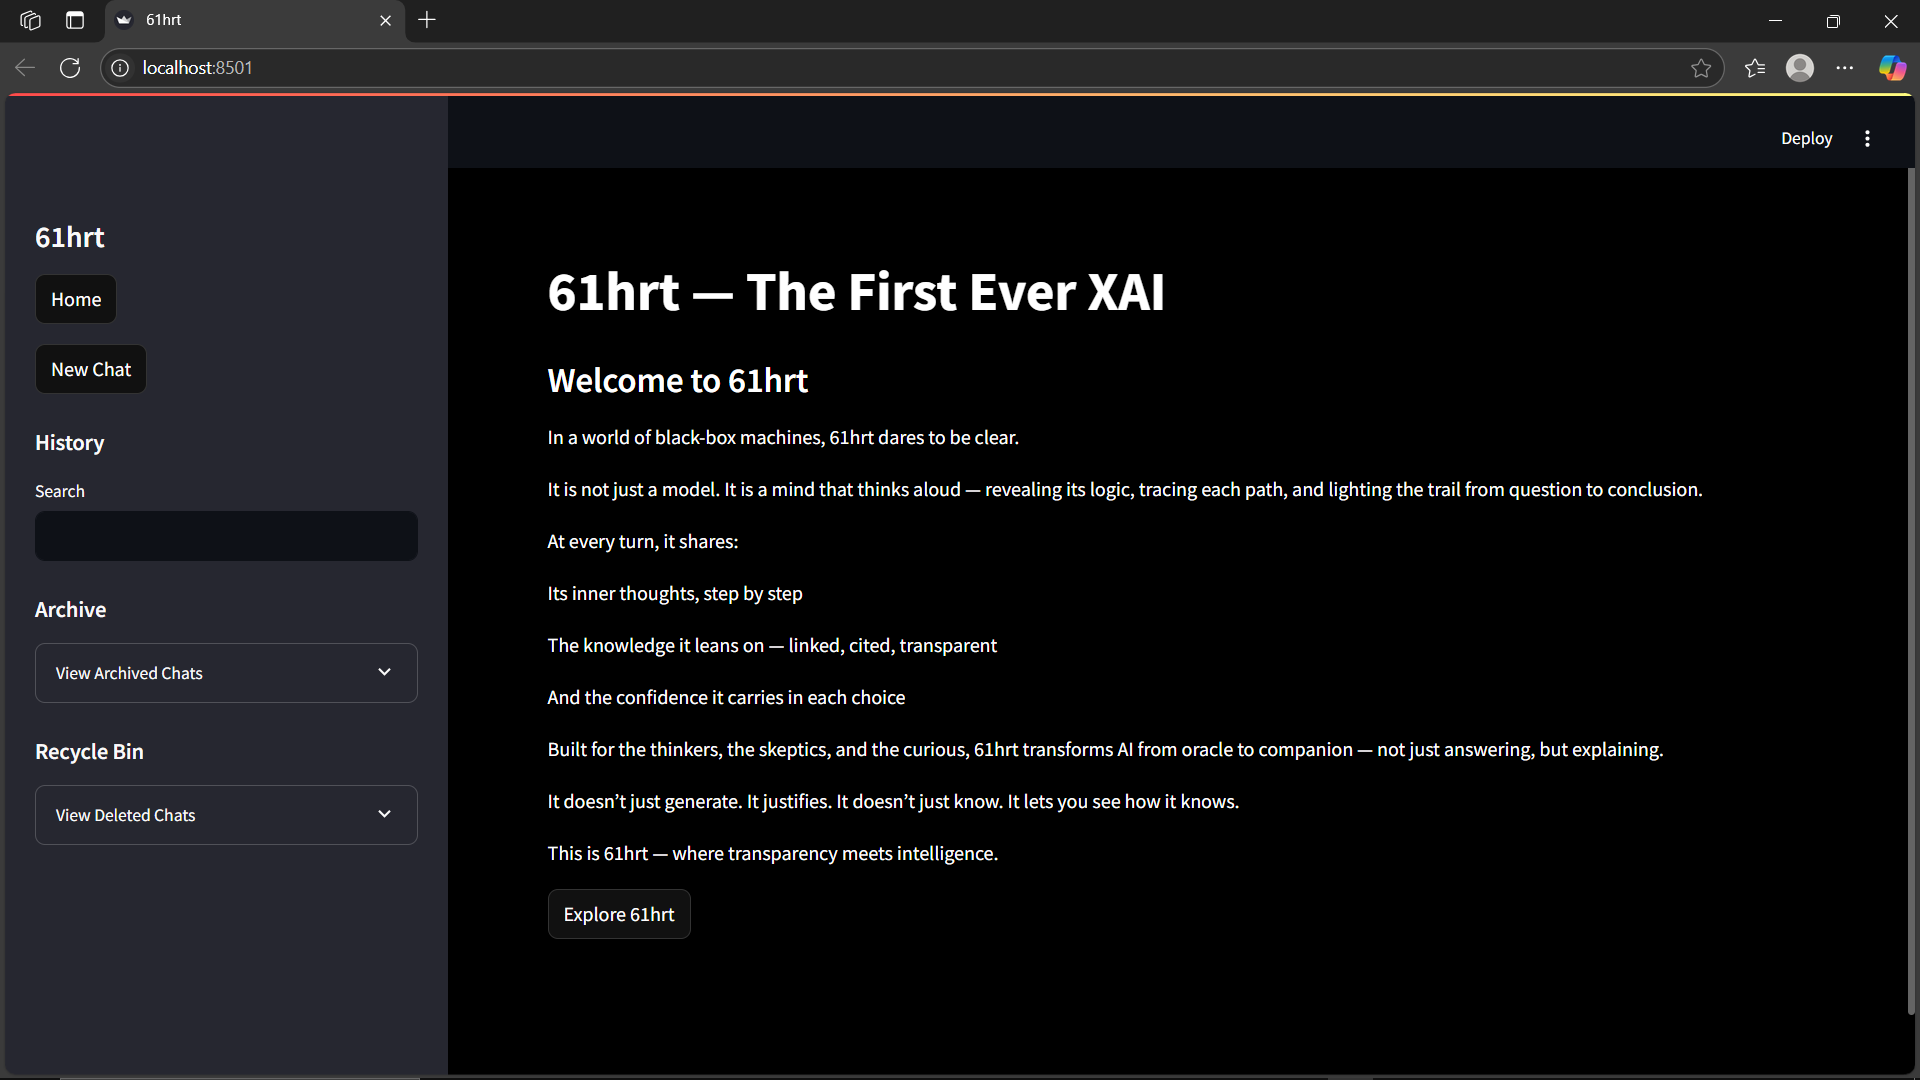 61hrt
localhost:8501
Deploy
61hrt
Home
New Chat
History
Search
Archive
View Archived Chats
Recycle Bin
View Deleted Chats
61hrt — The First Ever XAI
Welcome to 61hrt
In a world of black-box machines, 61hrt dares to be clear.
It is not just a model. It is a mind that thinks aloud — revealing its logic, tracing each path, and lighting the trail from question to conclusion.
At every turn, it shares:
Its inner thoughts, step by step
The knowledge it leans on — linked, cited, transparent
And the confidence it carries in each choice
Built for the thinkers, the skeptics, and the curious, 61hrt transforms AI from oracle to companion — not just answering, but explaining.
It doesn’t just generate. It justifies. It doesn’t just know. It lets you see how it knows.
This is 61hrt — where transparency meets intelligence.
Explore 61hrt